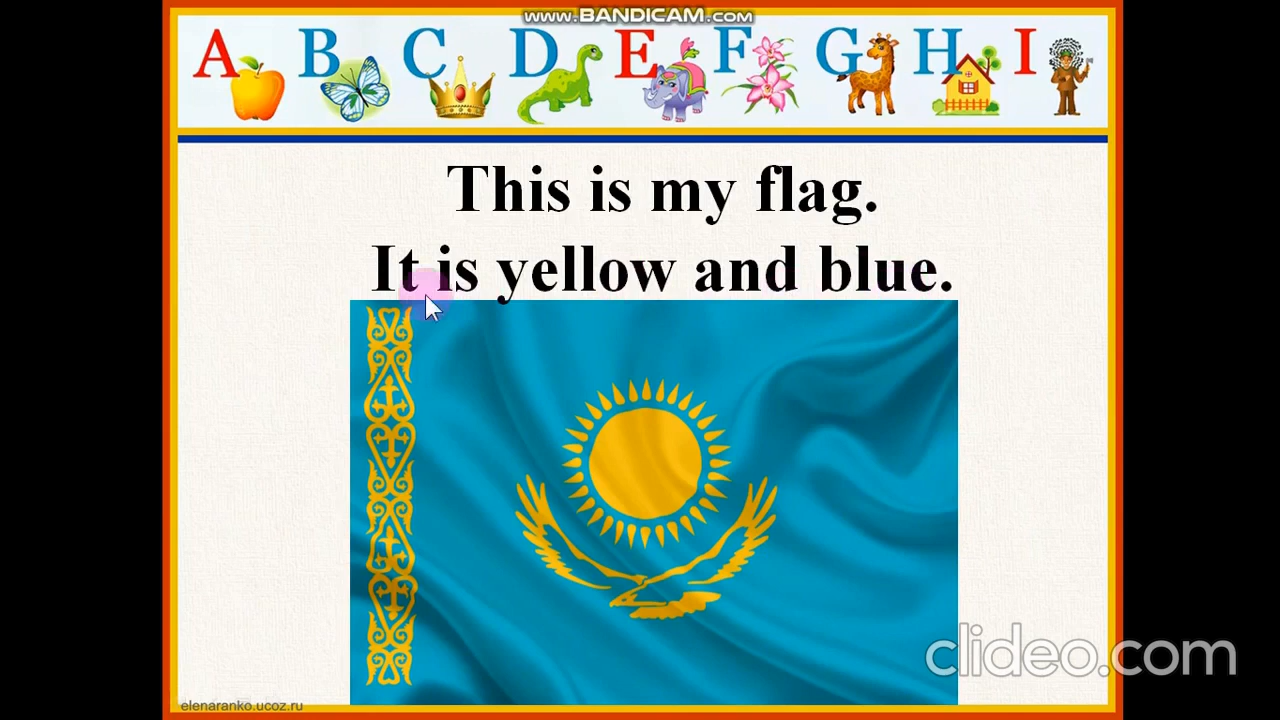 www.BANDICAM.com
A B C D E F G H I
This is my flag.
It is yellow and blue.
clideo.com
elenaranko.ucoz.ru